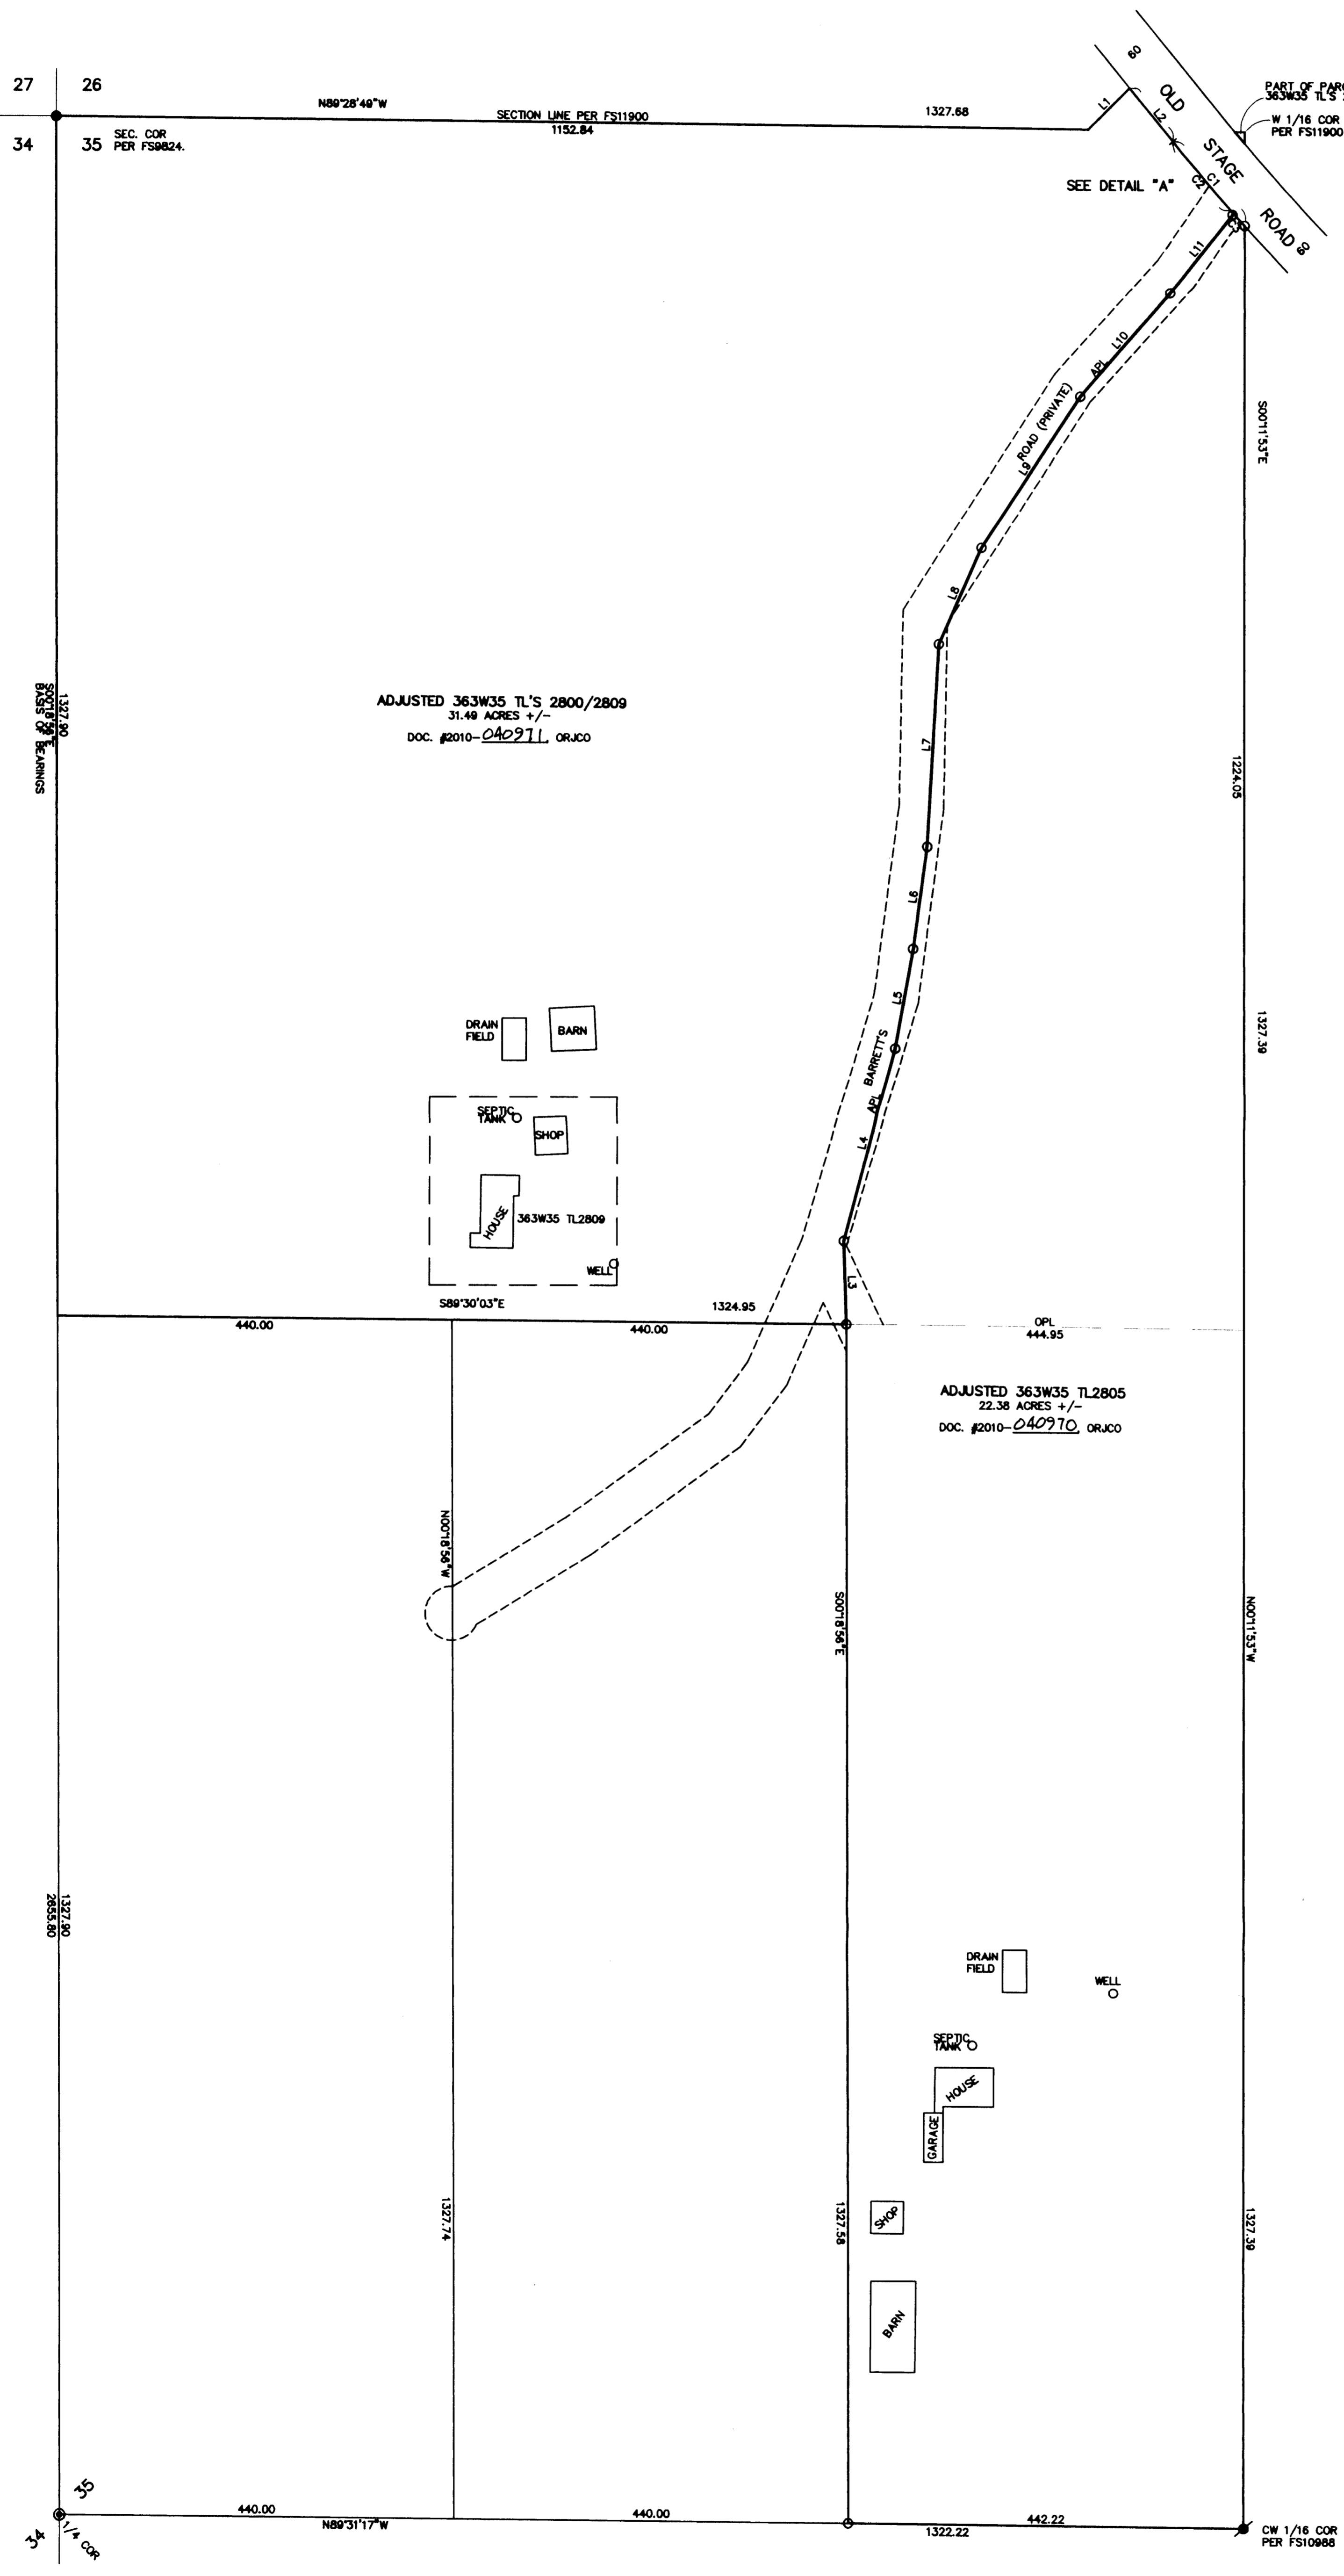 27 26
34 35
SEC. COR
PER FS9824.
N89°28'49"W
SECTION LINE PER FS11900
1152.84
1327.68
L1
60
OLD
STAGE
ROAD
60
L2
C1
C2
C3
W 1/16 COR
PER FS11900
SEE DETAIL "A"
L11
L10
APL
ROAD (PRIVATE)
L9
L8
L7
L6
L5
BARRETT'S
APL
L4
L3
S00°11'53"E
1224.05
1327.39
1327.90
S00°18'56"E
BASIS OF BEARINGS
ADJUSTED 363W35 TL'S 2800/2809
31.49 ACRES +/-
DOC. #2010-040971 ORJCO
DRAIN
FIELD
BARN
SEPTIC
TANK
SHOP
HOUSE
363W35 TL2809
WELL
S89°30'03"E
1324.95
440.00
440.00
OPL
444.95
ADJUSTED 363W35 TL2805
22.38 ACRES +/-
DOC. #2010-040970 ORJCO
N00°18'56"W
S00°18'56"E
N00°11'53"W
1327.90
2655.80
1327.74
1327.58
1327.39
DRAIN
FIELD
WELL
SEPTIC
TANK
HOUSE
GARAGE
SHOP
BARN
35
34
1/4 COR
440.00
N89°31'17"W
440.00
442.22
1322.22
CW 1/16 COR
PER FS10988